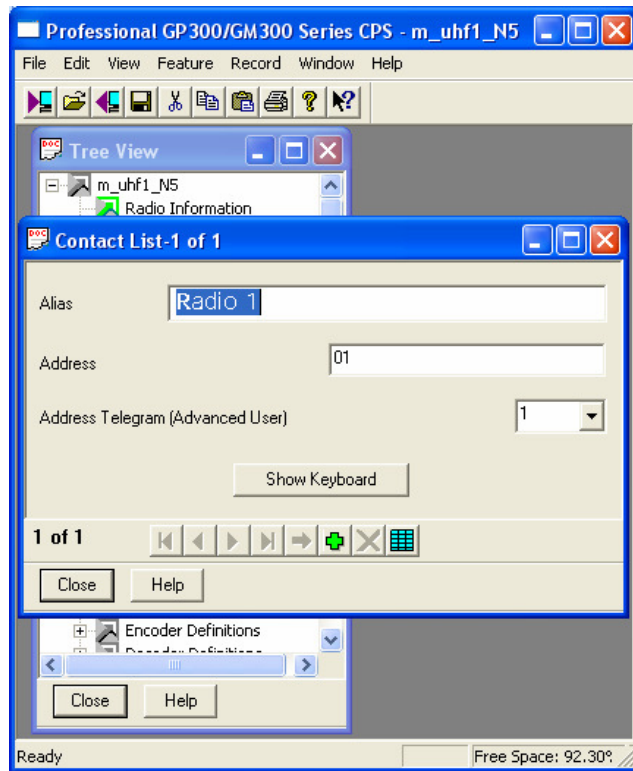 Professional GP300/GM300 Series CPS - m_uhf1_N5
File Edit View Feature Record Window Help
Tree View
m_uhf1_N5
Radio Information
Contact List-1 of 1
Alias Radio 1
Address 01
Address Telegram (Advanced User) 1
Show Keyboard
1 of 1
Close Help
Encoder Definitions
Decoder Definitions
Close Help
Ready Free Space: 92.30%